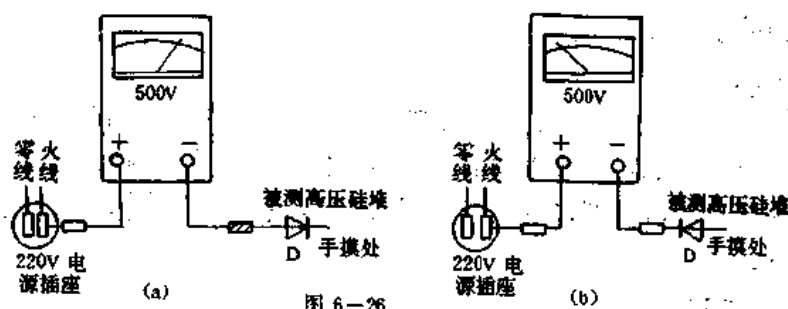 500V
+ −
零线
火线
被测高压硅堆
D
手摸处
220V 电
源插座
(a)
500V
+ −
零线
火线
被测高压硅堆
D
手摸处
220V 电
源插座
(b)
图 6—26